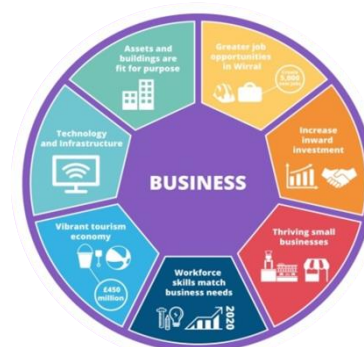 Assets and
buildings are
fit for purpose
Greater job
opportunities
in Wirral
5,000
Increase
inward
investment
Thriving small
businesses
Workforce
skills match
business needs
2020
Vibrant tourism
economy
£450
million
Technology
and Infrastructure
BUSINESS